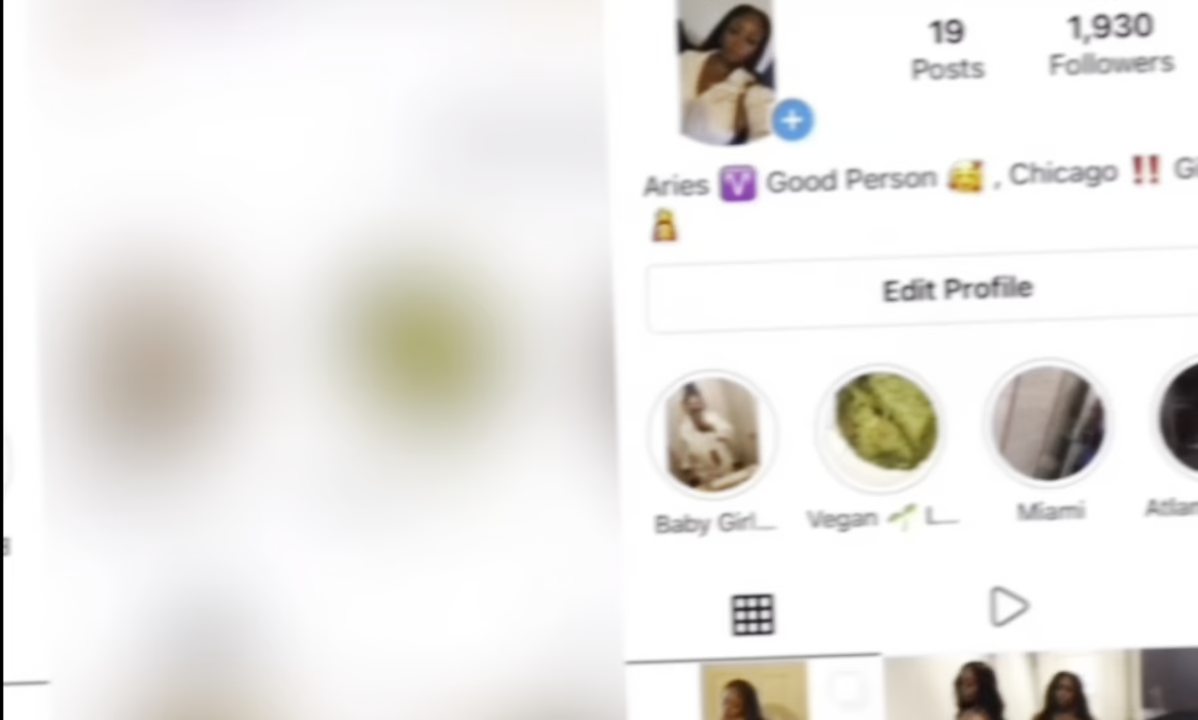 19 1,930
Posts Followers
Aries ♈ Good Person 🥰 , Chicago ‼️
Edit Profile
Baby Girl... Vegan 🌱 L... Miami